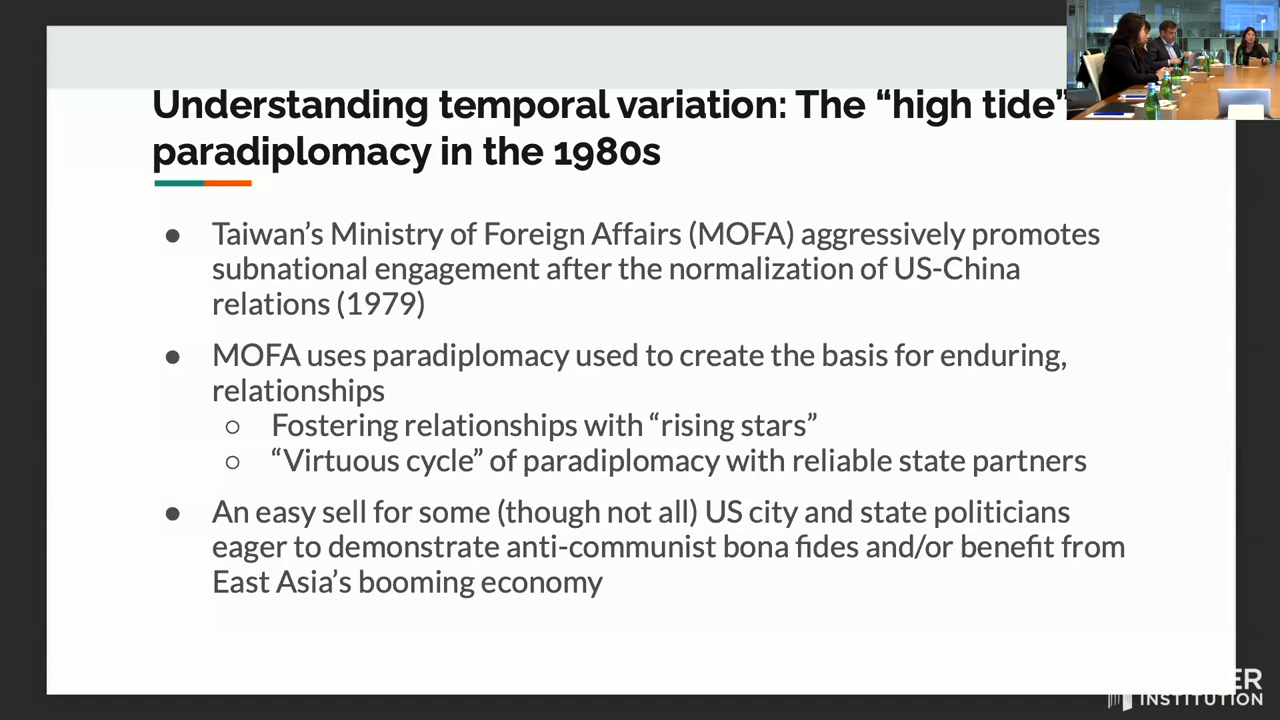 Understanding temporal variation: The “high tide”
paradiplomacy in the 1980s
● Taiwan’s Ministry of Foreign Affairs (MOFA) aggressively promotes
subnational engagement after the normalization of US-China
relations (1979)
● MOFA uses paradiplomacy used to create the basis for enduring,
relationships
○ Fostering relationships with “rising stars”
○ “Virtuous cycle” of paradiplomacy with reliable state partners
● An easy sell for some (though not all) US city and state politicians
eager to demonstrate anti-communist bona fides and/or benefit from
East Asia’s booming economy
INSTITUTION